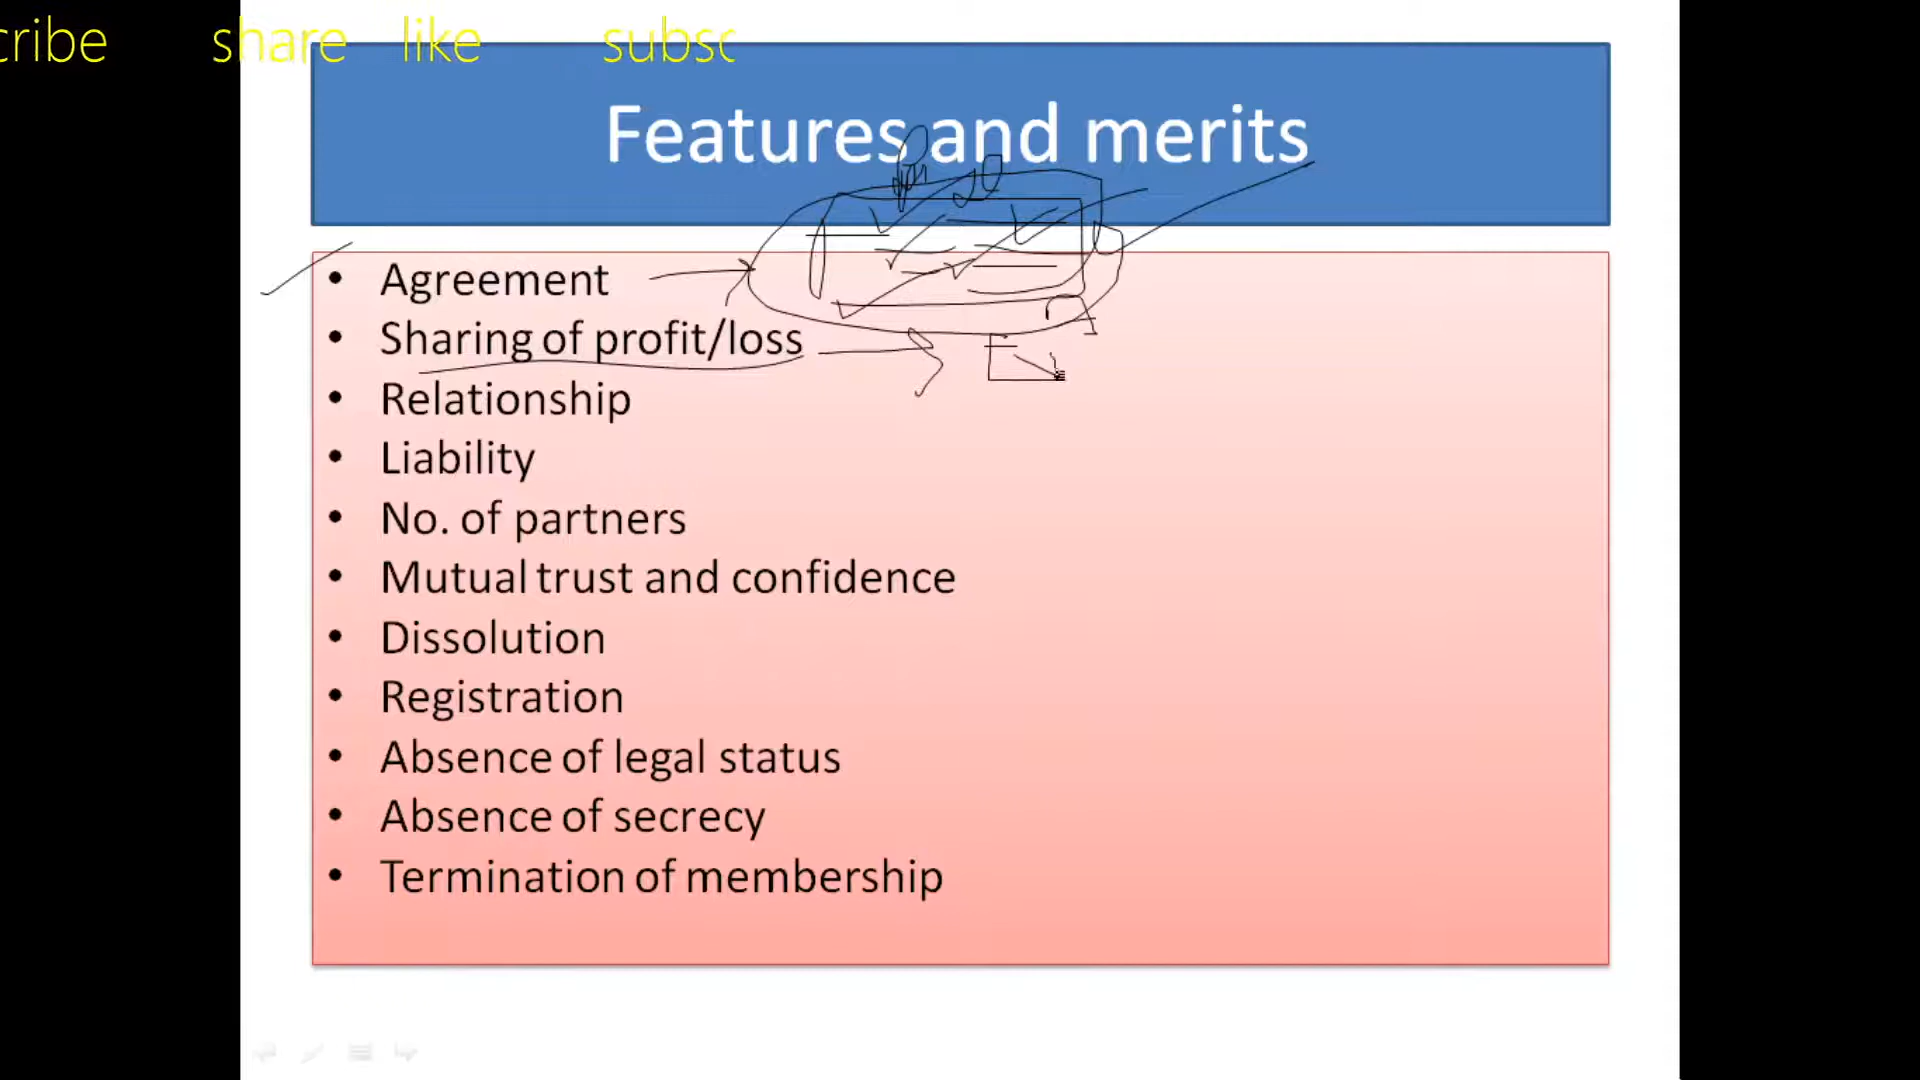 cribe share like subsc
Features and merits
• Agreement
• Sharing of profit/loss
• Relationship
• Liability
• No. of partners
• Mutual trust and confidence
• Dissolution
• Registration
• Absence of legal status
• Absence of secrecy
• Termination of membership